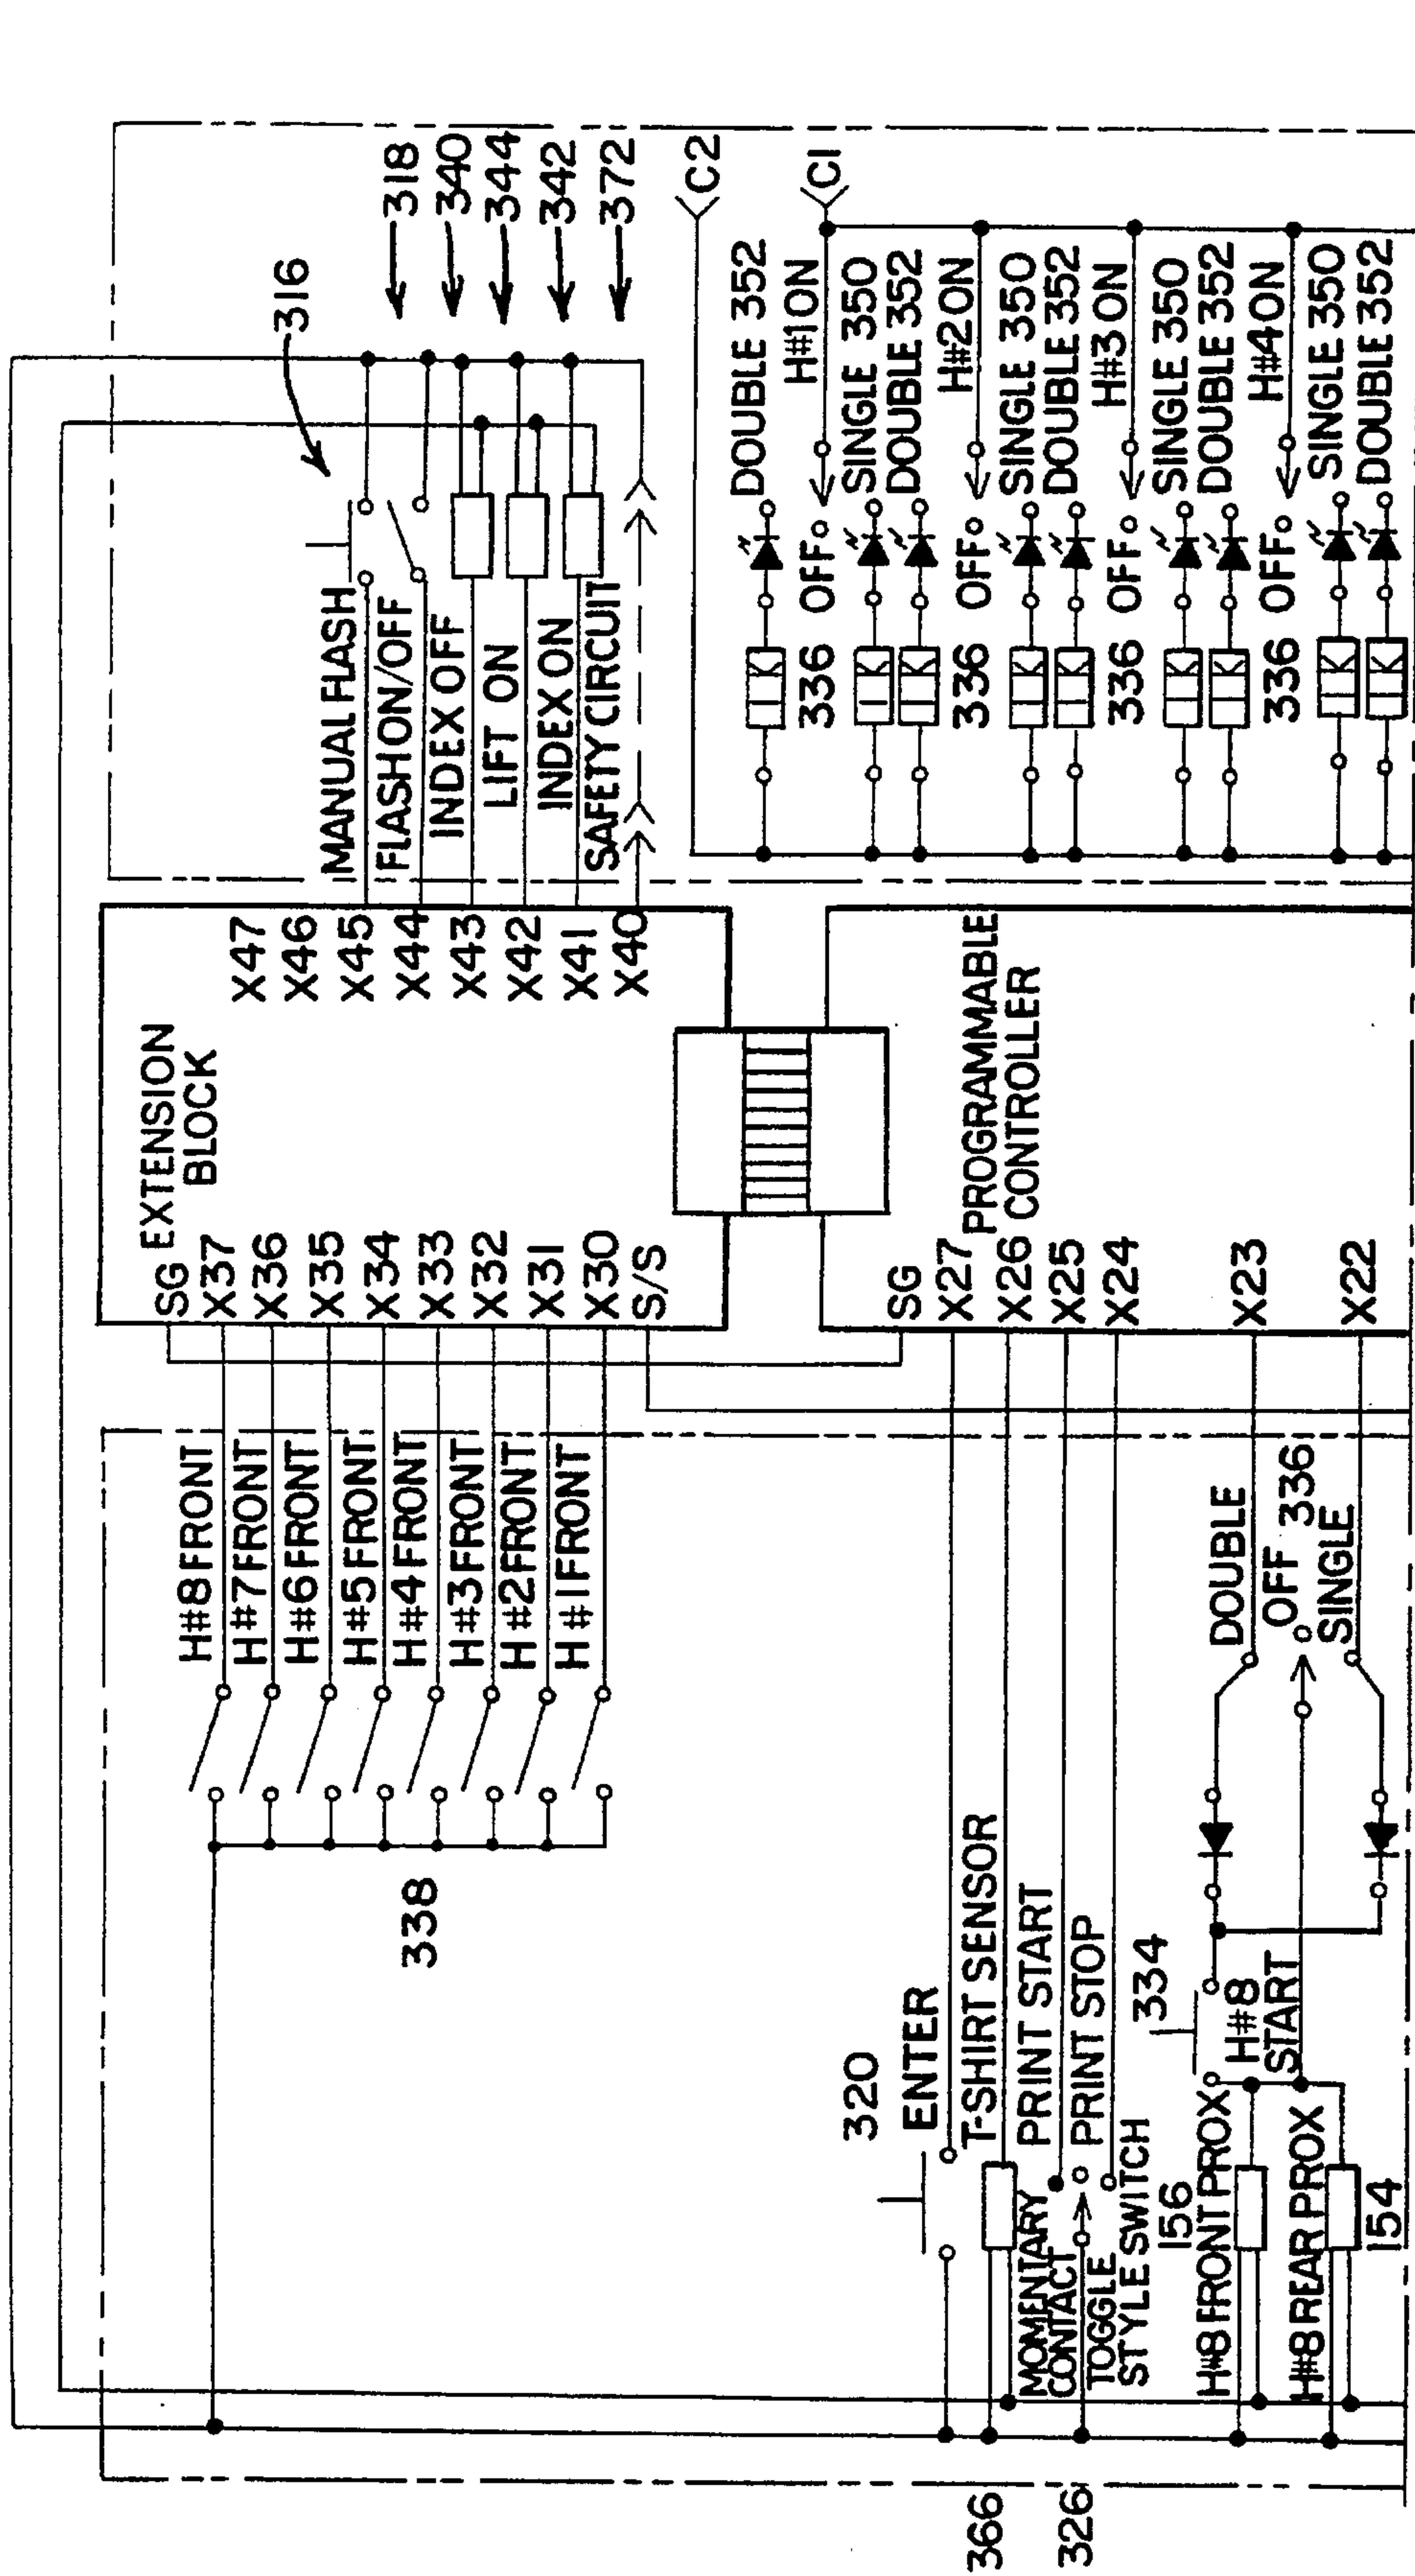 316
318
340
344
342
372
MANUAL FLASH
FLASH ON/OFF
INDEX OFF
LIFT ON
INDEX ON
SAFETY CIRCUIT
C2
C1
DOUBLE 352
H#1 ON
OFF
336
SINGLE 350
DOUBLE 352
H#2 ON
OFF
336
SINGLE 350
DOUBLE 352
H#3 ON
OFF
336
SINGLE 350
DOUBLE 352
H#4 ON
OFF
336
SINGLE 350
DOUBLE 352
X47
X46
X45
X44
X43
X42
X41
X40
EXTENSION
BLOCK
SG
X37
X36
X35
X34
X33
X32
X31
X30
S/S
PROGRAMMABLE
CONTROLLER
SG
X27
X26
X25
X24
X23
X22
H#8 FRONT
H#7 FRONT
H#6 FRONT
H#5 FRONT
H#4 FRONT
H#3 FRONT
H#2 FRONT
H#1 FRONT
338
DOUBLE
OFF 336
SINGLE
320
ENTER
T-SHIRT SENSOR
PRINT START
PRINT STOP
334
H#8
START
MOMENTARY
CONTACT
TOGGLE
STYLE SWITCH
156
H#8 FRONT PROX
H#8 REAR PROX
154
366
326